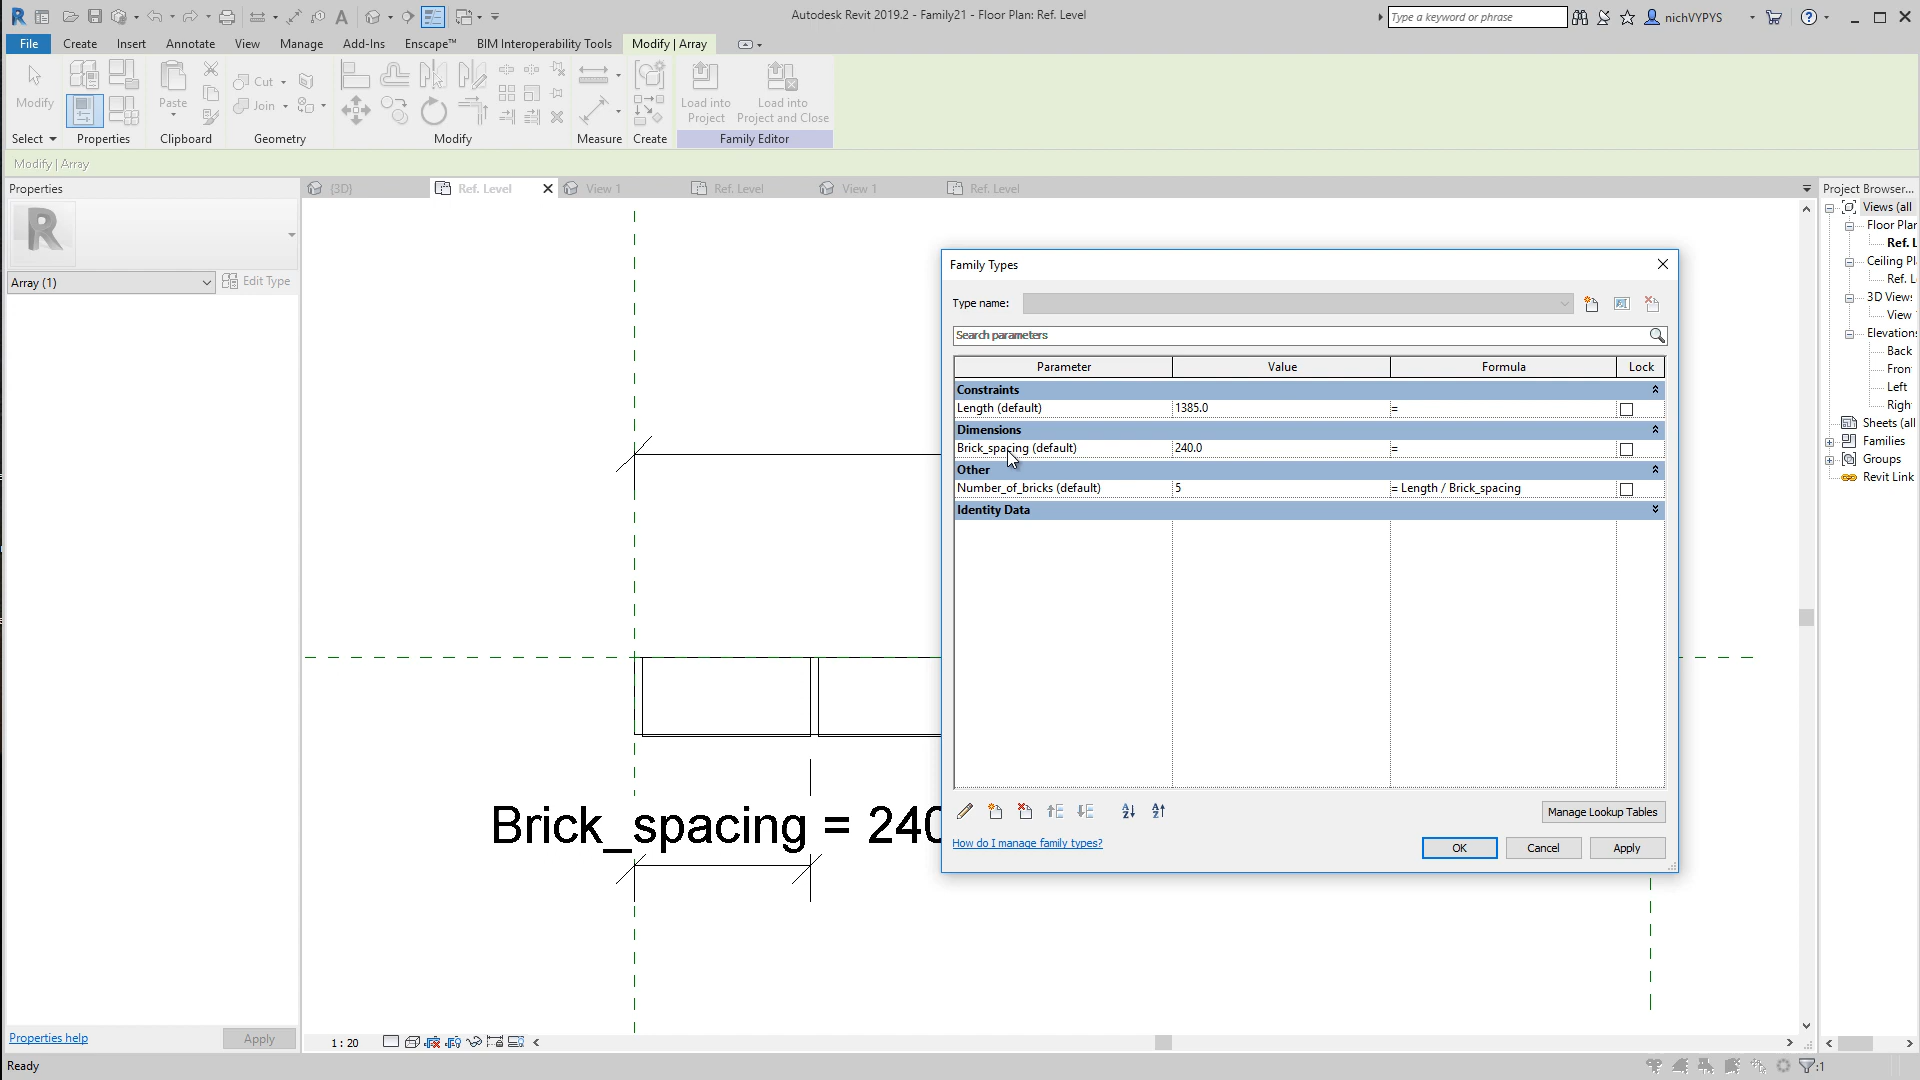 Autodesk Revit 2019.2 - Family21 - Floor Plan: Ref. Level
Type a keyword or phrase
nichVYPYS
File
Create
Insert
Annotate
View
Manage
Add-Ins
Enscape™
BIM Interoperability Tools
Modify | Array
Modify
Paste
Cut
Join
Load into
Project
Load into
Project and Close
Select
Properties
Clipboard
Geometry
Modify
Measure
Create
Family Editor
Modify | Array
Properties
{3D}
Ref. Level
View 1
Ref. Level
View 1
Ref. Level
Project Browser...
Array (1)
Edit Type
Views (all
Floor Plan
Ref. L
Ceiling Pl
Ref. L
3D Views
View
Elevations
Back
Fron
Left
Righ
Sheets (all
Families
Groups
Revit Link
Family Types
Type name:
Search parameters
Parameter
Value
Formula
Lock
Constraints
Length (default)
1385.0
=
Dimensions
Brick_spacing (default)
240.0
=
Other
Number_of_bricks (default)
5
= Length / Brick_spacing
Identity Data
Manage Lookup Tables
How do I manage family types?
OK
Cancel
Apply
Brick_spacing = 240
Properties help
Apply
1 : 20
Ready
:1